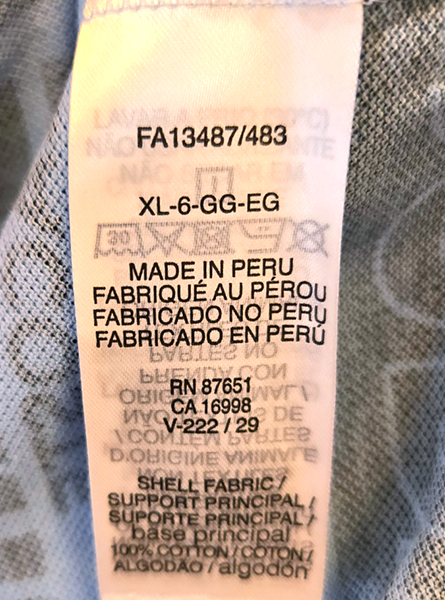 FA13487/483
XL-6-GG-EG
MADE IN PERU
FABRIQUÉ AU PÉROU
FABRICADO NO PERU
FABRICADO EN PERÚ
RN 87651
CA 16998
V-222 / 29
SHELL FABRIC /
SUPPORT PRINCIPAL /
SUPORTE PRINCIPAL /
base principal
100% COTTON / COTON /
ALGODÃO / algodón